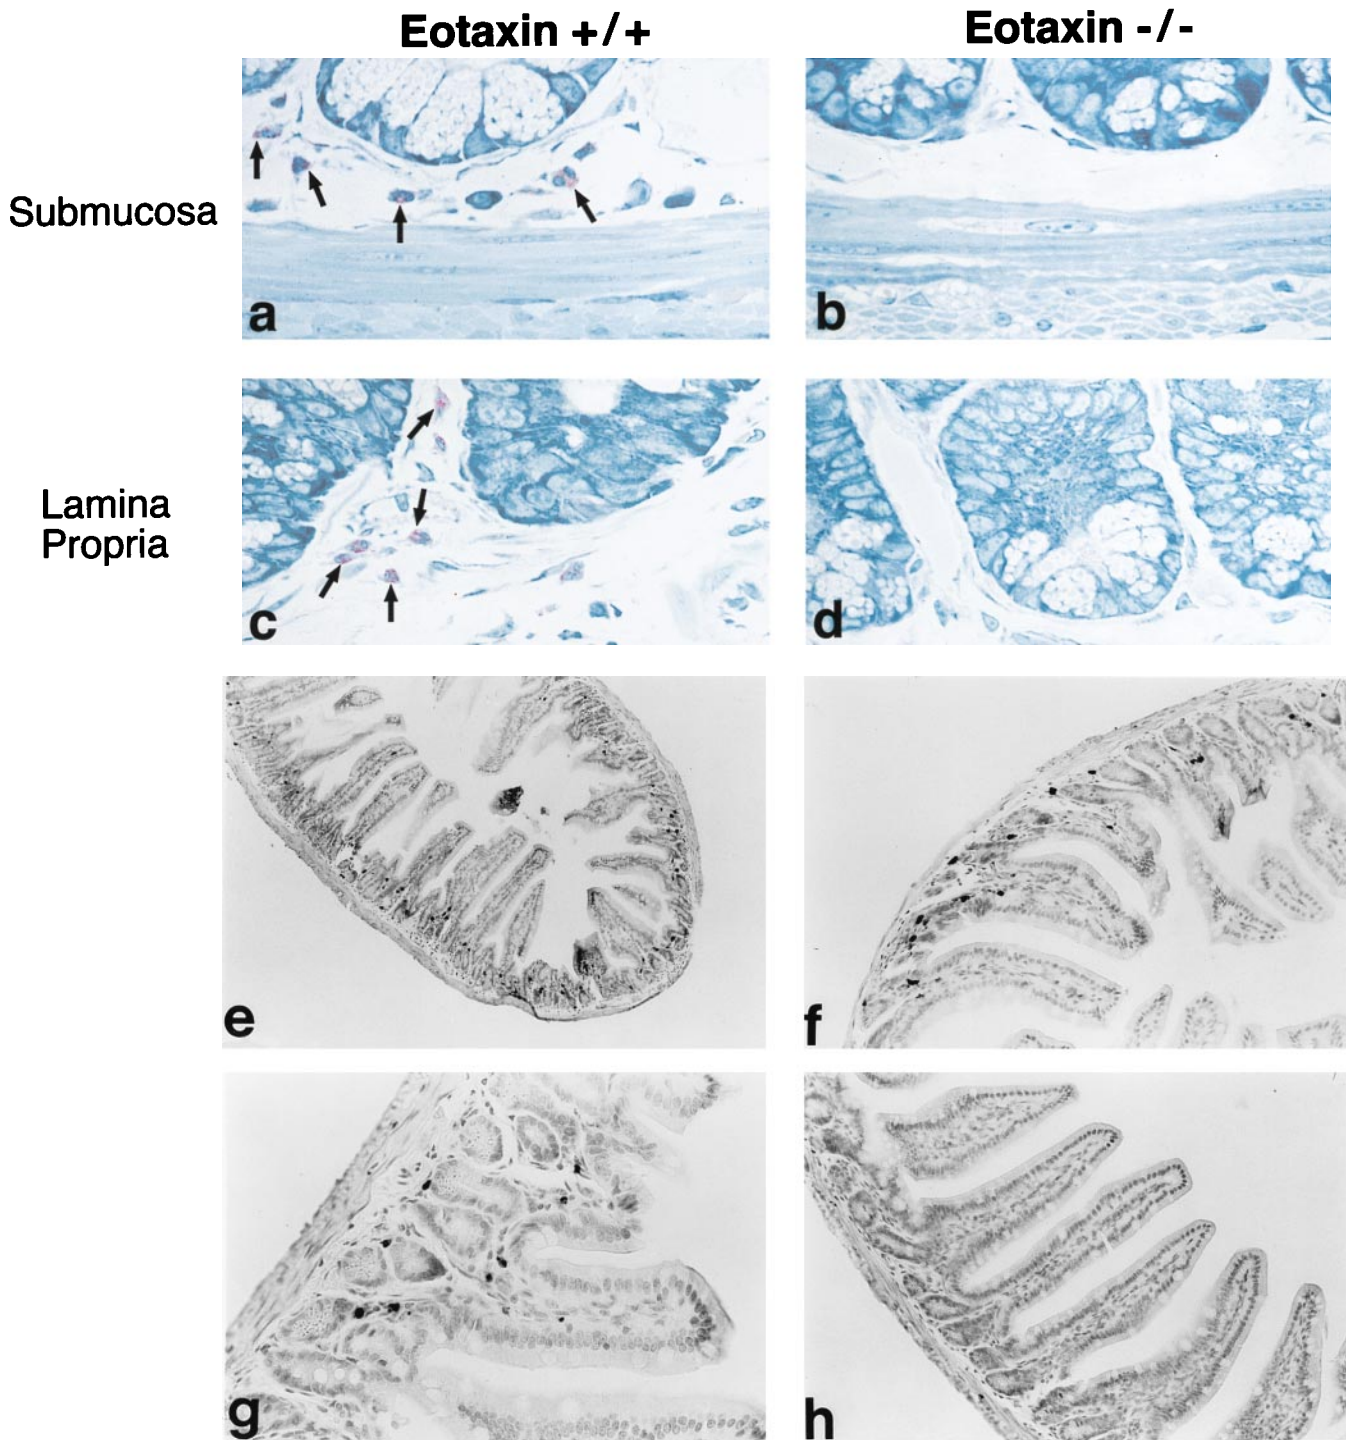 Eotaxin +/+
Eotaxin -/-
Submucosa
a
b
Lamina
Propria
c
d
e
f
g
h